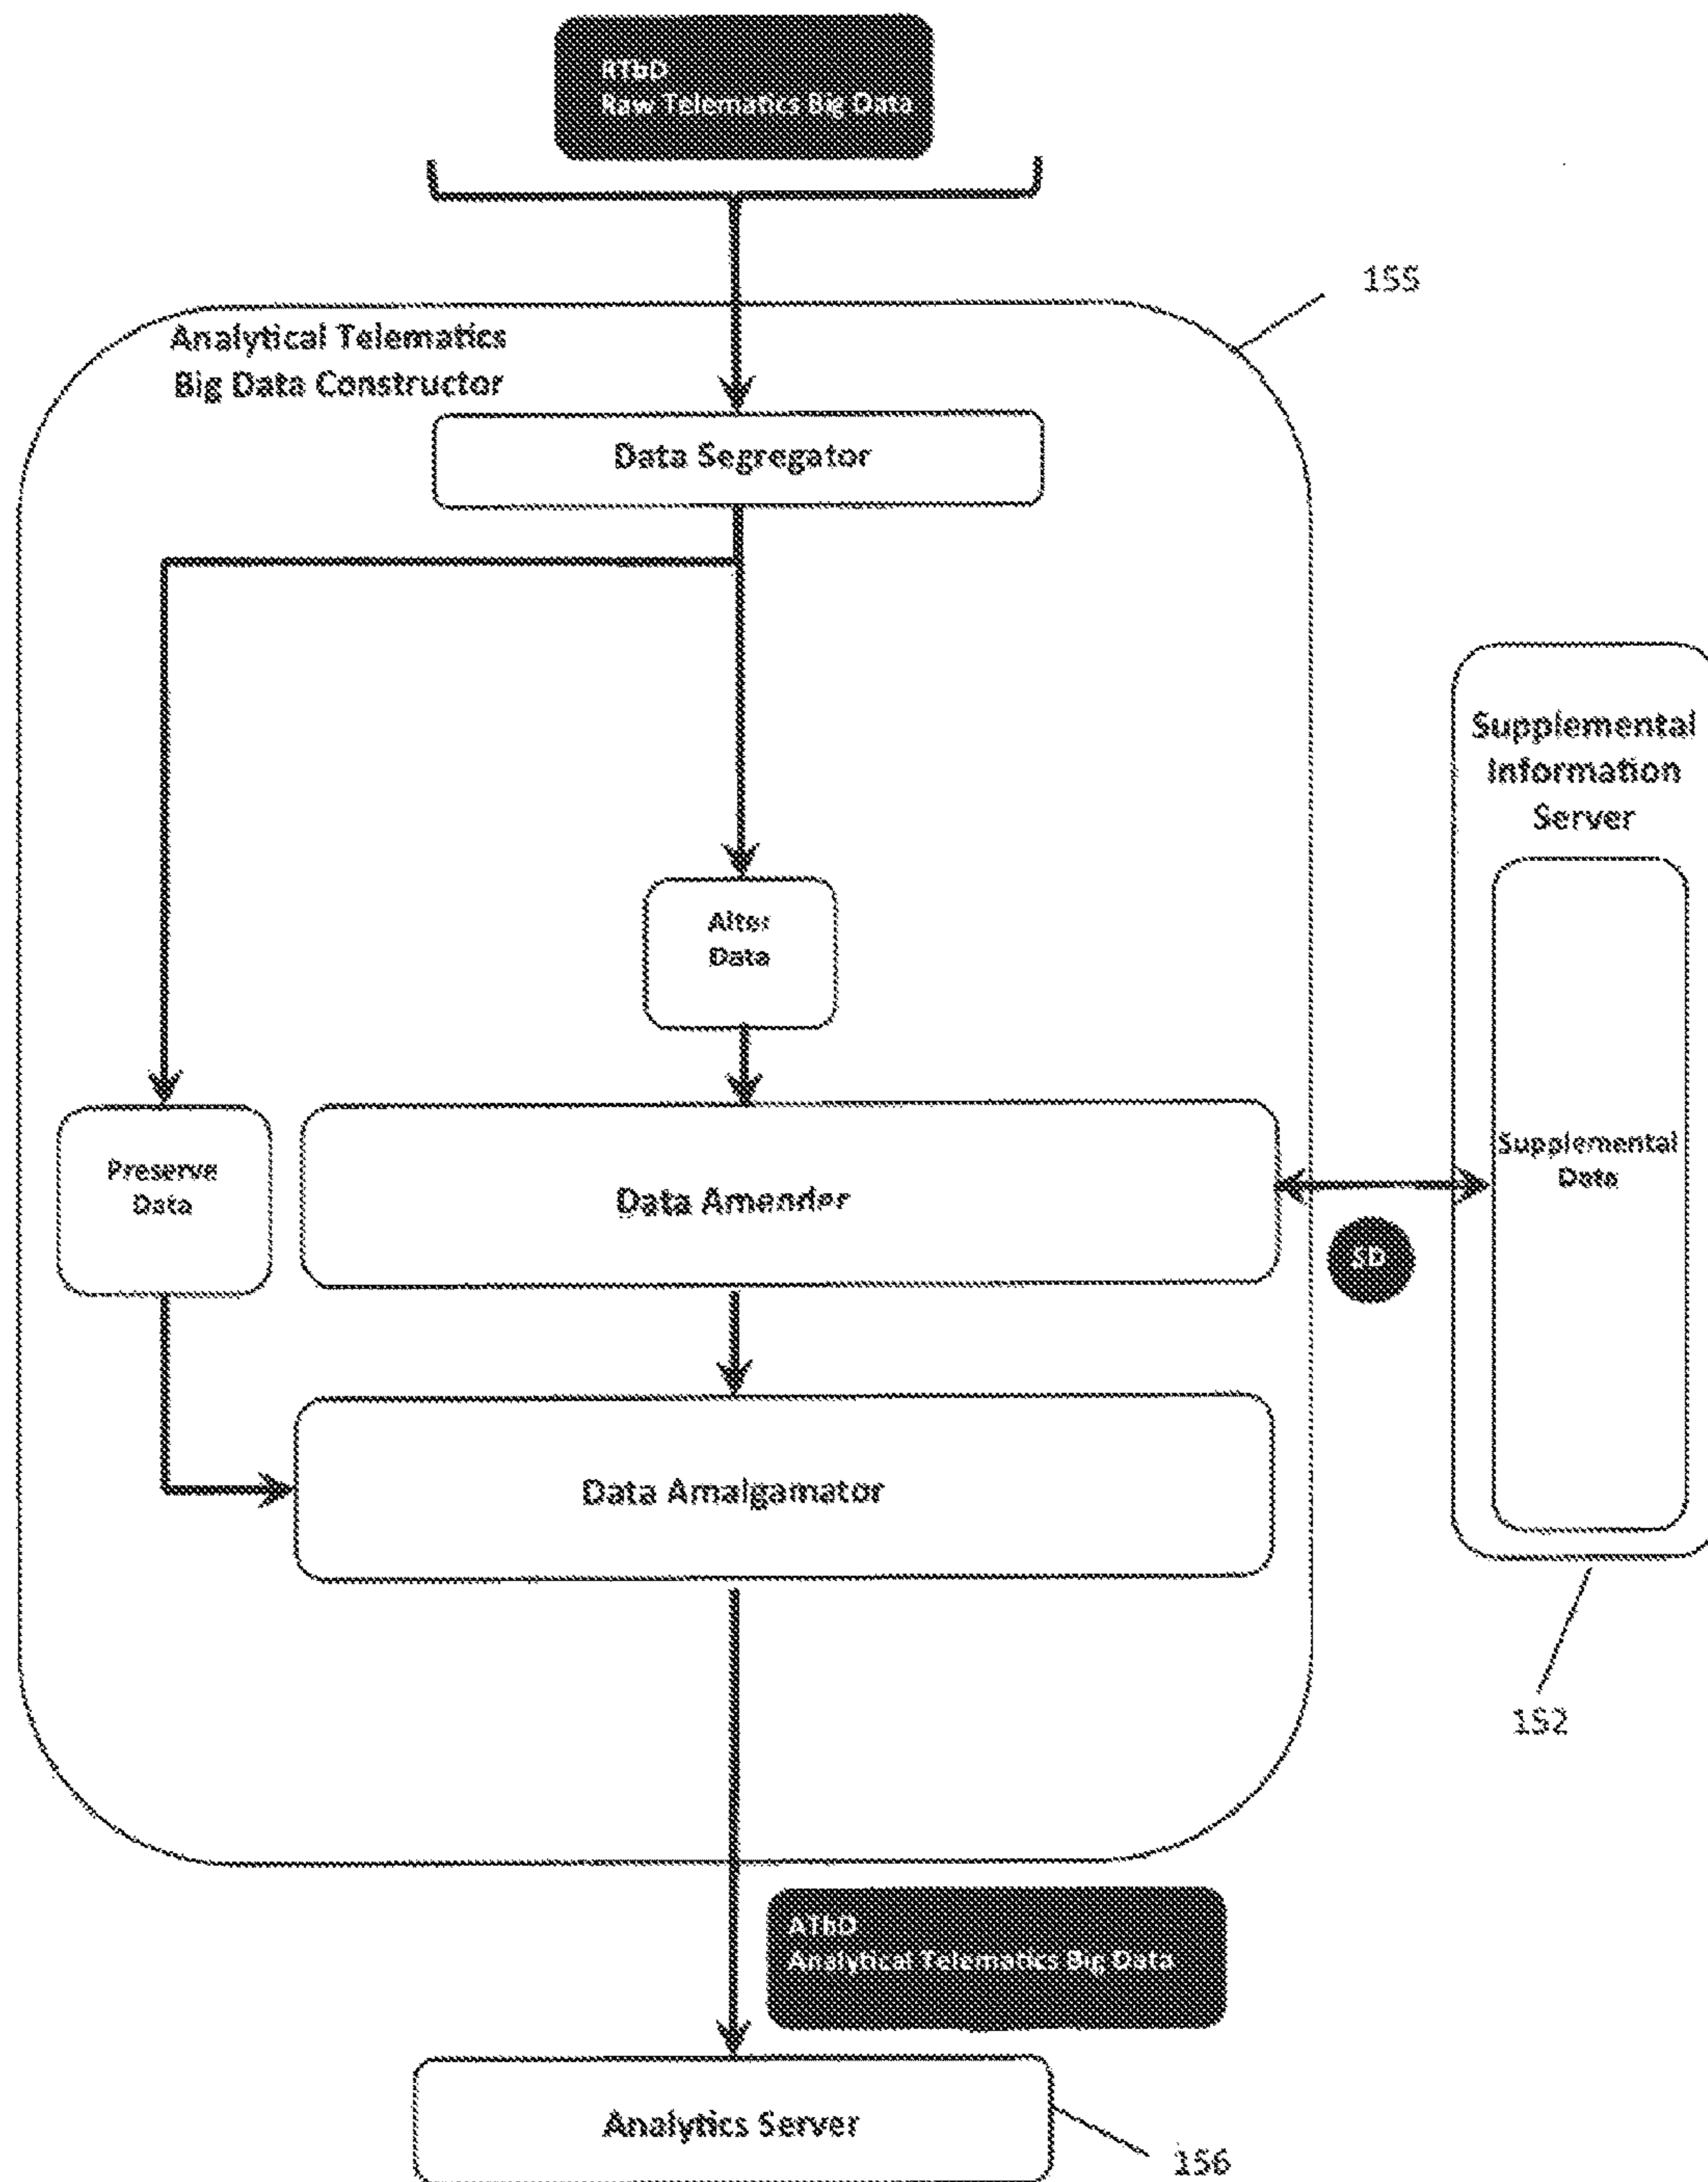 RTbD
Raw Telematics Big Data
155
Analytical Telematics
Big Data Constructor
Data Segregator
Supplemental
Information
Server
Alter
Data
Supplemental
Data
Preserve
Data
Data Amender
SD
Data Amalgamator
152
ATbD
Analytical Telematics Big Data
Analytics Server
156